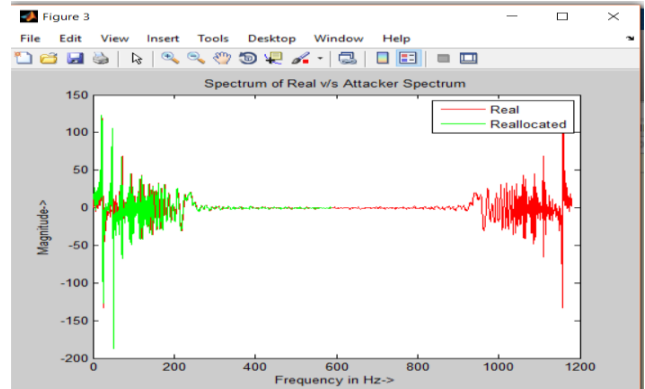 Figure 3
File Edit View Insert Tools Desktop Window Help
Spectrum of Real v/s Attacker Spectrum
150
100
50
0
-50
-100
-150
-200
Magnitude->
Real
Reallocated
0 200 400 600 800 1000 1200
Frequency in Hz->